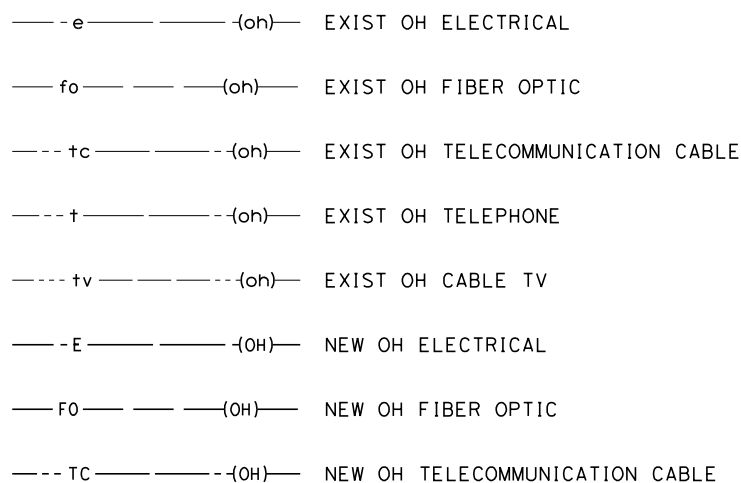 e (oh) EXIST OH ELECTRICAL
fo (oh) EXIST OH FIBER OPTIC
tc (oh) EXIST OH TELECOMMUNICATION CABLE
t (oh) EXIST OH TELEPHONE
tv (oh) EXIST OH CABLE TV
E (OH) NEW OH ELECTRICAL
FO (OH) NEW OH FIBER OPTIC
TC (OH) NEW OH TELECOMMUNICATION CABLE